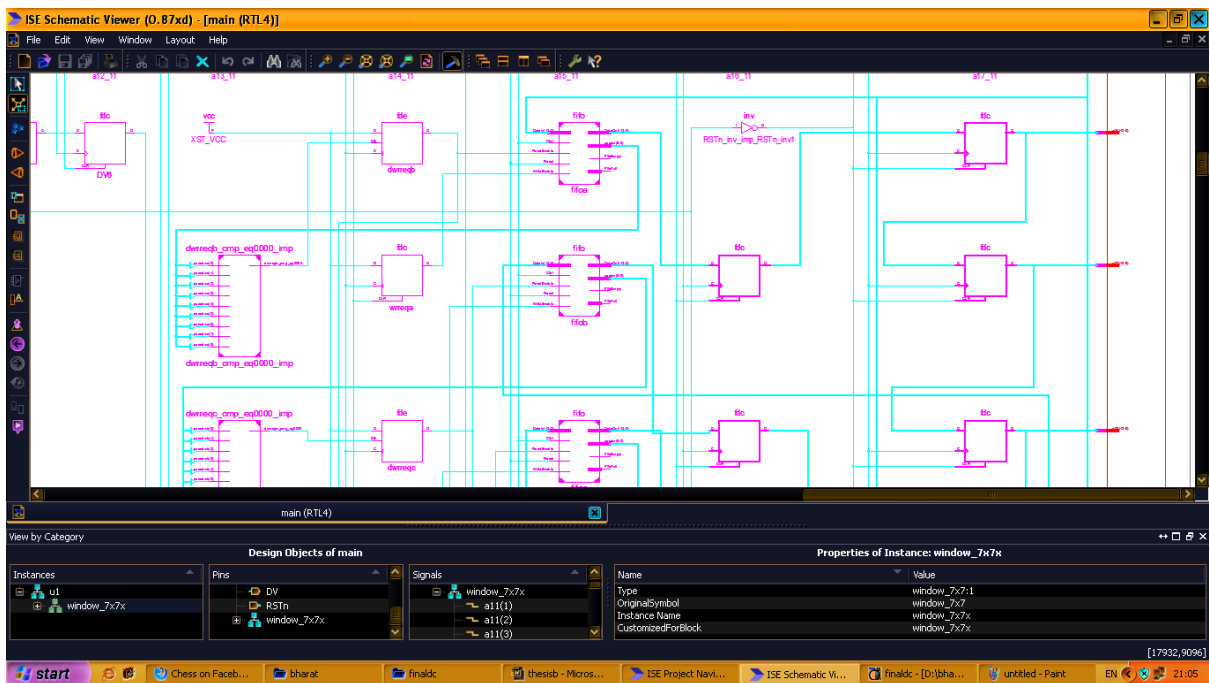 ISE Schematic Viewer (O.87xd) - [main (RTL4)]
File Edit View Window Layout Help
a12_11 a13_11 a14_11 a15_11 a16_11 a17_11
fdc vcc fde fifo inv fdc
XST_VCC RSTn_inv_imp_RSTn_inv1
DV6 dwrreqb
fifoa
dwrreqb_cmp_eq0000_imp fdc fifo fdc fdc
wrreqa
fifob
dwrreqb_cmp_eq0000_imp
dwrreqc_cmp_eq0000_imp fde fifo fdc fdc
dwrreqc
main (RTL4)
View by Category
Design Objects of main Properties of Instance: window_7x7x
Instances Pins Signals Name Value
u1 DV window_7x7x Type window_7x7:1
window_7x7x RSTn a11(1) OriginalSymbol window_7x7
window_7x7x a11(2) Instance Name window_7x7x
a11(3) CustomizedForBlock window_7x7x
[17932,9096]
start Chess on Faceb... bharat finaldc thesisb - Micros... ISE Project Navi... ISE Schematic Vi... finaldc - [D:\bha... untitled - Paint EN 21:05